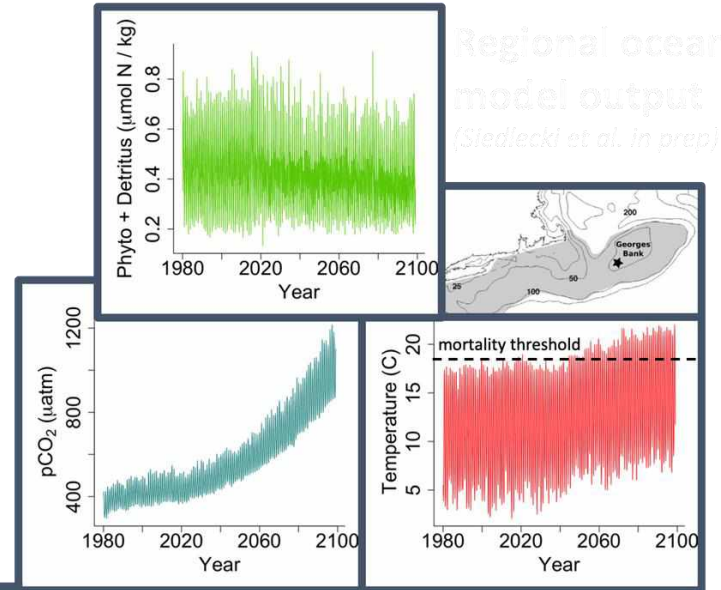 Regional ocean
model output
(Siedlecki et al. in prep)
Phyto + Detritus (μmol N / kg)
0.8
0.6
0.4
0.2
1980 2020 2060 2100
Year
200
Georges
Bank
50
25
100
pCO2 (μatm)
1200
800
400
1980 2020 2060 2100
Year
mortality threshold
Temperature (C)
20
15
10
5
1980 2020 2060 2100
Year